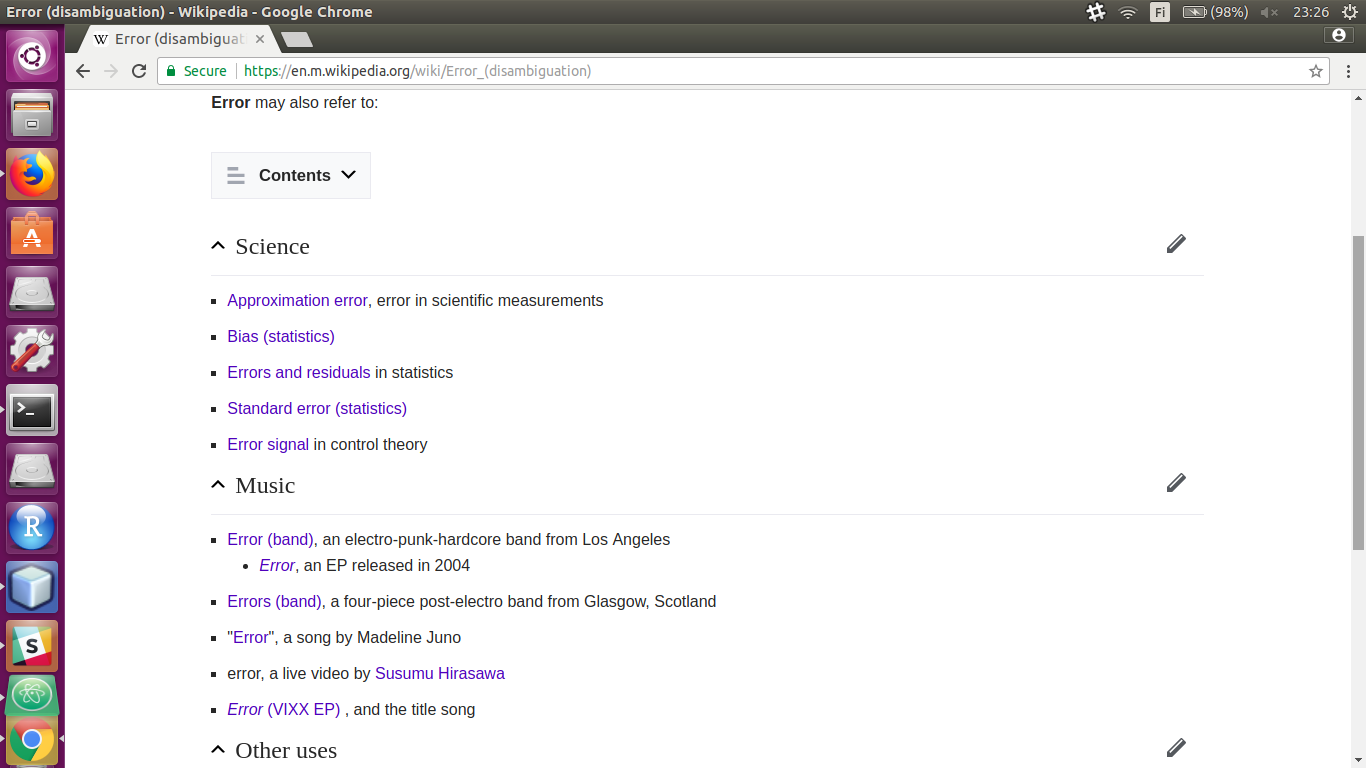 Error (disambiguation) - Wikipedia - Google Chrome
Fi
(98%)
23:26
W Error (disambiguat
Secure
https://en.m.wikipedia.org/wiki/Error_(disambiguation)
Error may also refer to:
Contents
Science
Approximation error, error in scientific measurements
Bias (statistics)
Errors and residuals in statistics
Standard error (statistics)
Error signal in control theory
Music
Error (band), an electro-punk-hardcore band from Los Angeles
Error, an EP released in 2004
Errors (band), a four-piece post-electro band from Glasgow, Scotland
"Error", a song by Madeline Juno
error, a live video by Susumu Hirasawa
Error (VIXX EP) , and the title song
Other uses
>_
R
S